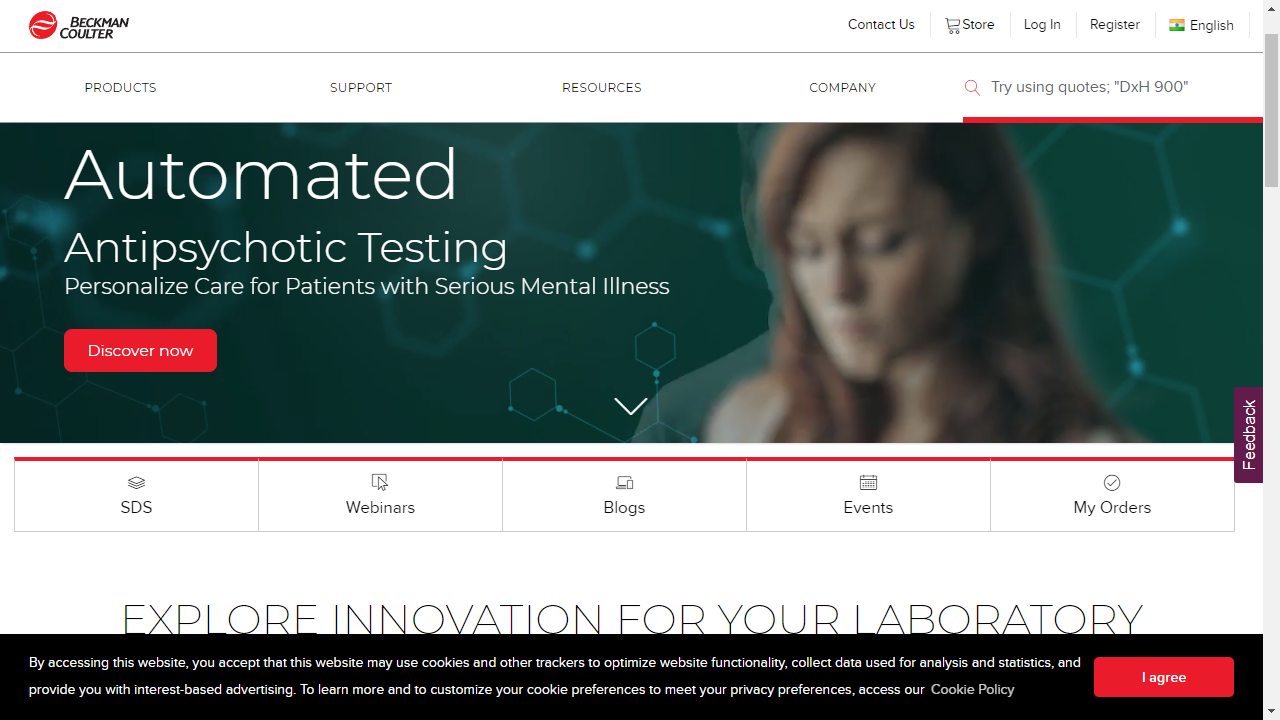 BECKMAN
COULTER
Contact Us
Store
Log In
Register
English
PRODUCTS
SUPPORT
RESOURCES
COMPANY
Try using quotes; "DxH 900"
Automated
Antipsychotic Testing
Personalize Care for Patients with Serious Mental Illness
Discover now
Feedback
SDS
Webinars
Blogs
Events
My Orders
EXPLORE INNOVATION FOR YOUR LABORATORY
By accessing this website, you accept that this website may use cookies and other trackers to optimize website functionality, collect data used for analysis and statistics, and
provide you with interest-based advertising. To learn more and to customize your cookie preferences to meet your privacy preferences, access our Cookie Policy
I agree